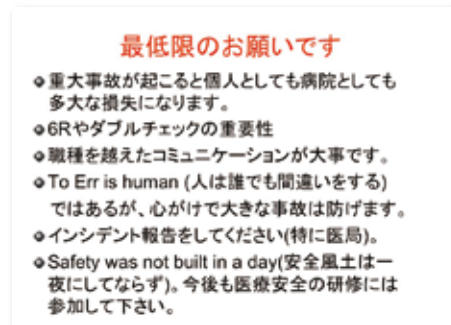 最低限のお願いです
重大事故が起こると個人としても病院としても
多大な損失になります。
6Rやダブルチェックの重要性
職種を越えたコミュニケーションが大事です。
To Err is human (人は誰でも間違いをする)
ではあるが、心がけで大きな事故は防げます。
インシデント報告をしてください(特に医局)。
Safety was not built in a day(安全風土は一
夜にしてならず)。今後も医療安全の研修には
参加して下さい。